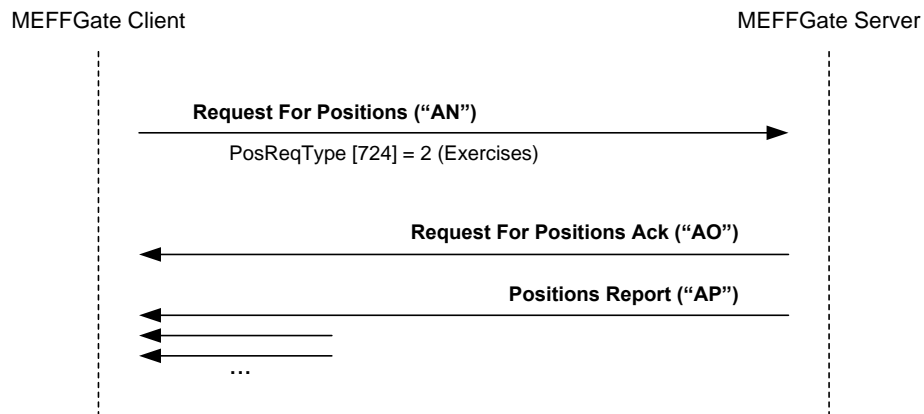 MEFFGate Client
MEFFGate Server
Request For Positions (“AN”)
PosReqType [724] = 2 (Exercises)
Request For Positions Ack (“AO”)
Positions Report (“AP”)
…